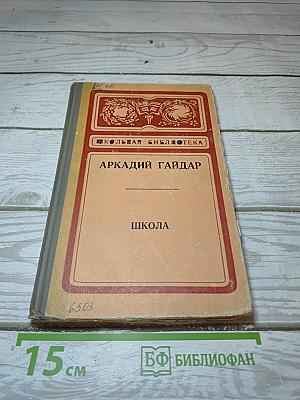 ШКОЛЬНАЯ БИБЛИОТЕКА
АРКАДИЙ ГАЙДАР
ШКОЛА
6503
15 см
БФ БИБЛИОФАН